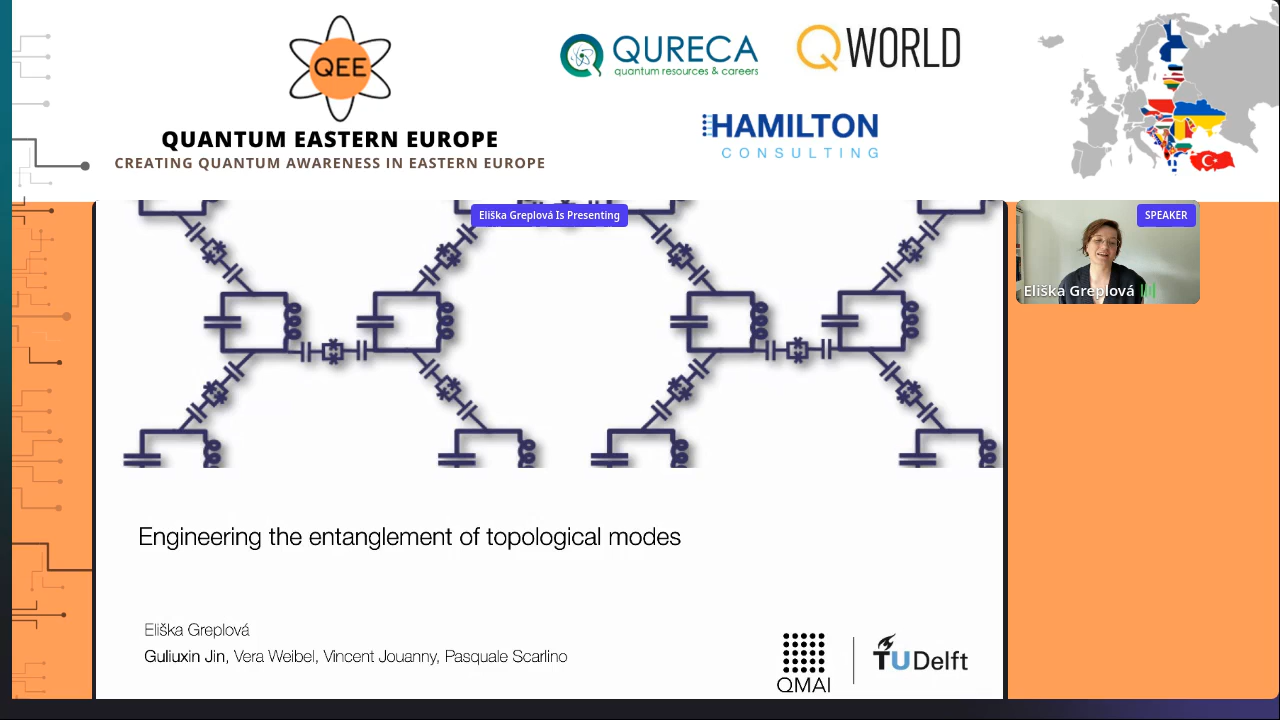 QEE
QUANTUM EASTERN EUROPE
CREATING QUANTUM AWARENESS IN EASTERN EUROPE
QURECA
quantum resources & careers
QWORLD
HAMILTON
CONSULTING
Eliška Greplová Is Presenting
SPEAKER
Eliška Greplová
Engineering the entanglement of topological modes
Eliška Greplová
Guliuxin Jin, Vera Weibel, Vincent Jouanny, Pasquale Scarlino
QMAI
TUDelft